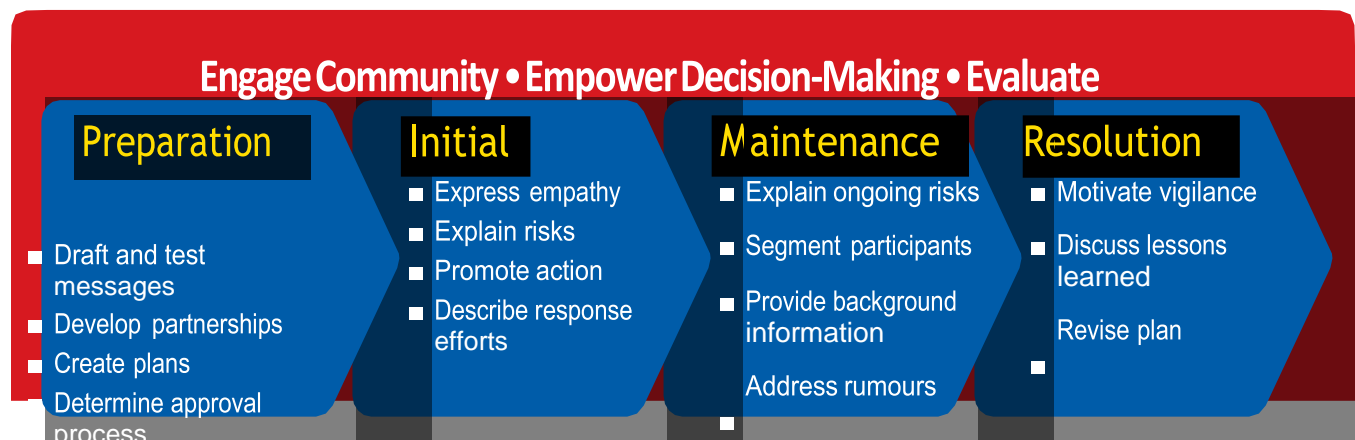 Engage Community • Empower Decision-Making • Evaluate
Preparation
Draft and test
messages
Develop partnerships
Create plans
Determine approval
process
Initial
Express empathy
Explain risks
Promote action
Describe response
efforts
Maintenance
Explain ongoing risks
Segment participants
Provide background
information
Address rumours
Resolution
Motivate vigilance
Discuss lessons
learned
Revise plan